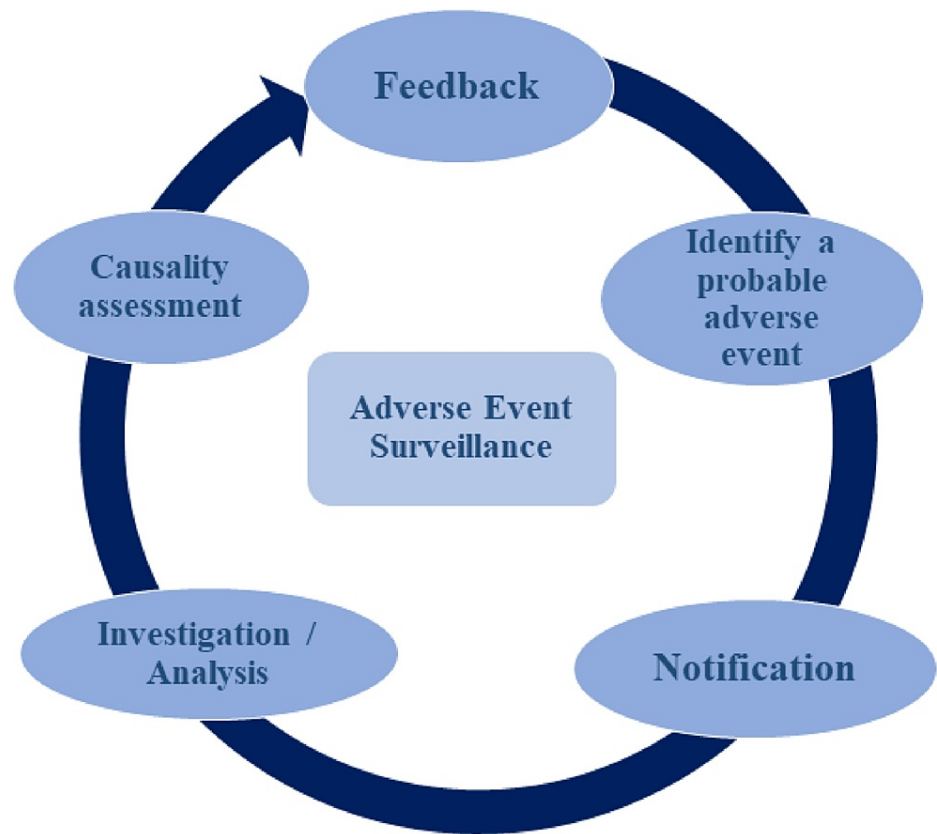 Feedback
Identify a
probable
adverse
event
Notification
Investigation /
Analysis
Causality
assessment
Adverse Event
Surveillance